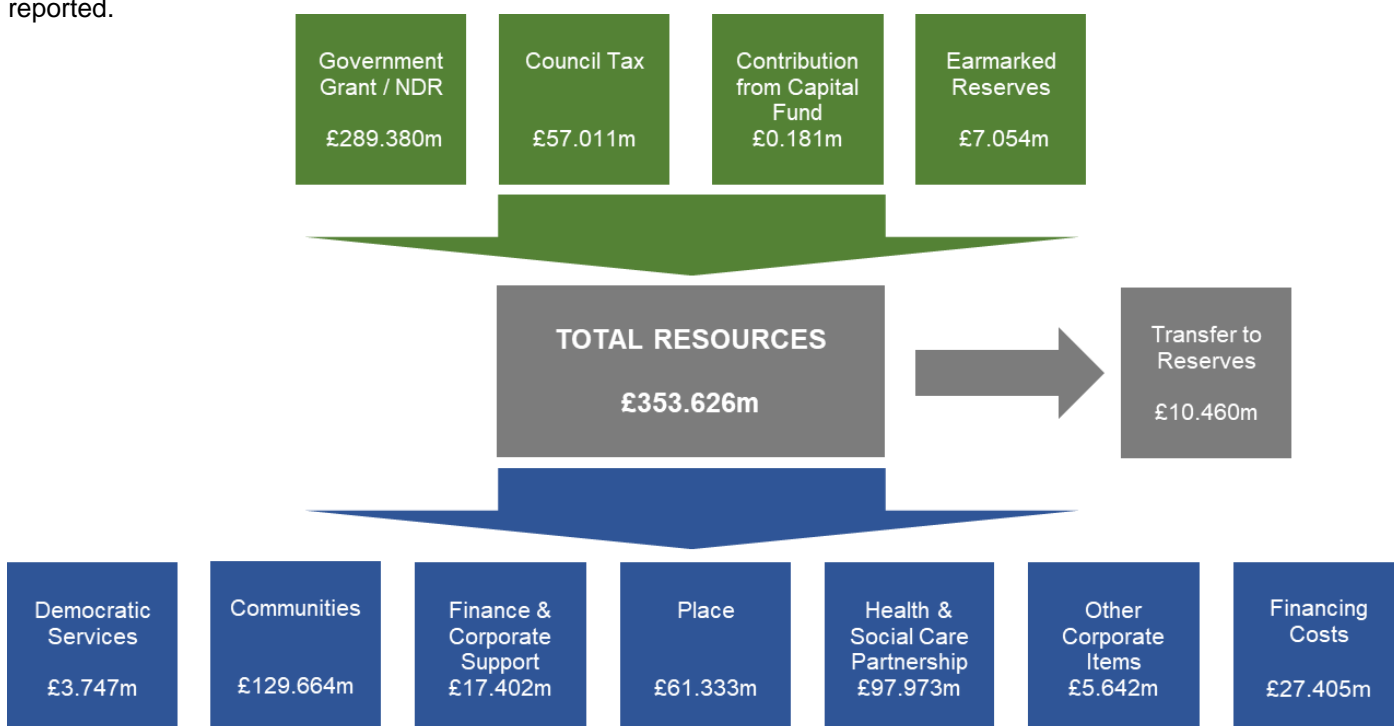 reported.
Government
Grant / NDR
£289.380m
Council Tax
£57.011m
Contribution
from Capital
Fund
£0.181m
Earmarked
Reserves
£7.054m
TOTAL RESOURCES
£353.626m
Transfer to
Reserves
£10.460m
Democratic
Services
£3.747m
Communities
£129.664m
Finance &
Corporate
Support
£17.402m
Place
£61.333m
Health &
Social Care
Partnership
£97.973m
Other
Corporate
Items
£5.642m
Financing
Costs
£27.405m